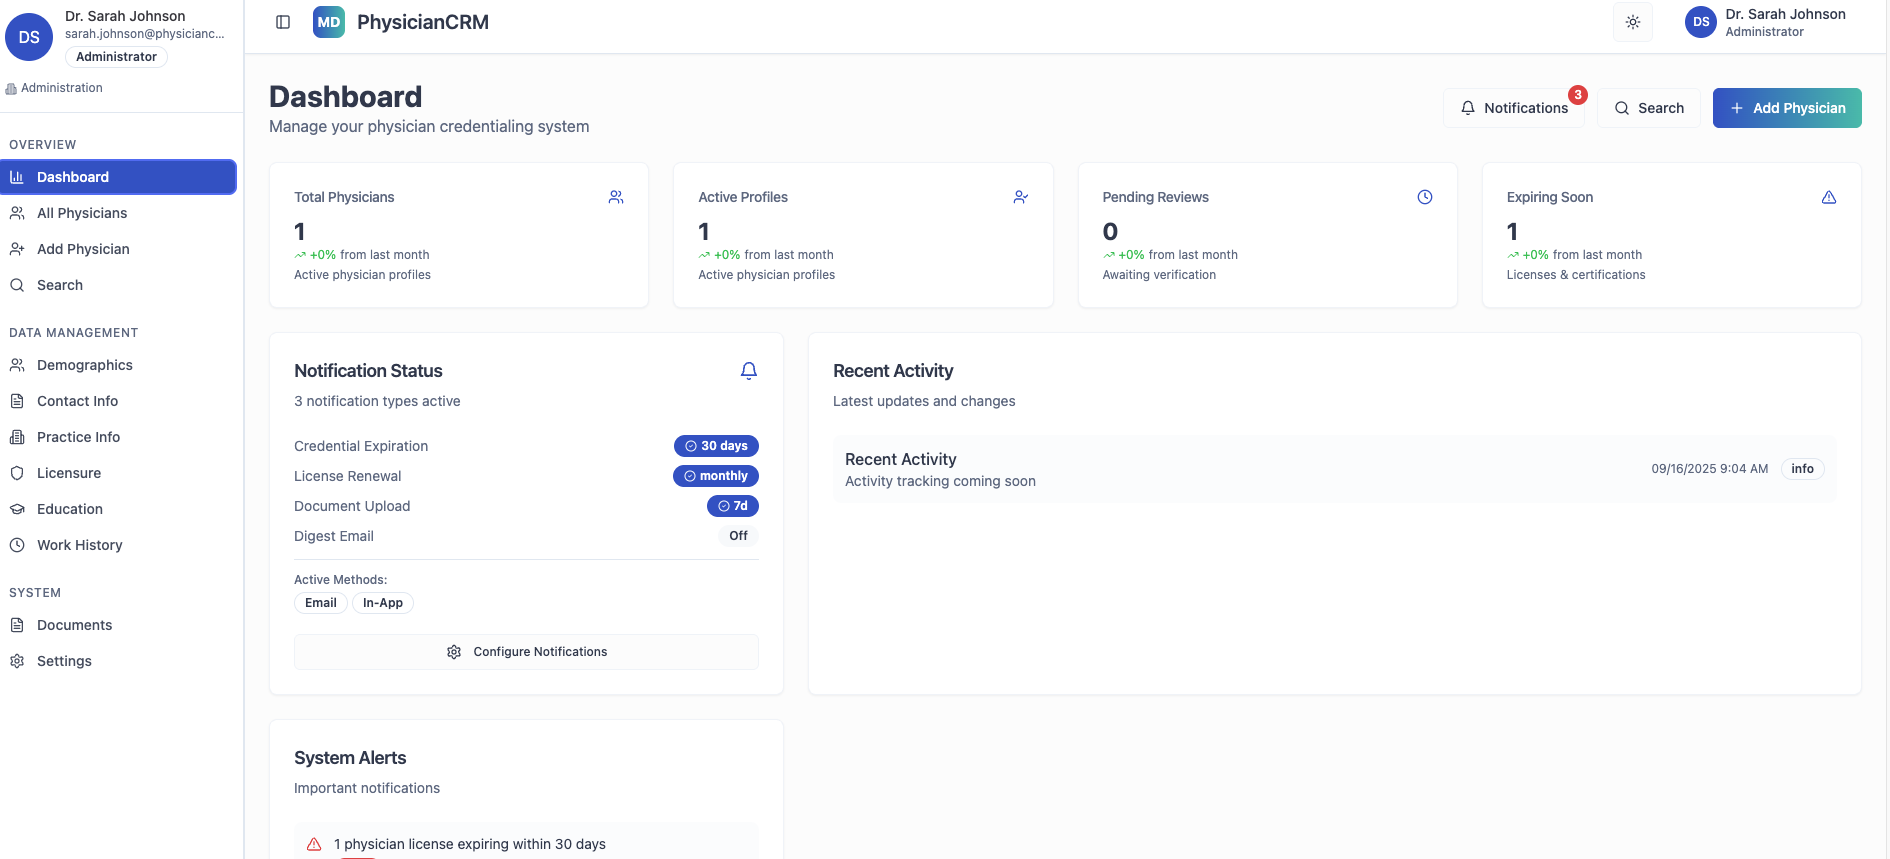 DS
Dr. Sarah Johnson
sarah.johnson@physicianc...
Administrator
Administration
OVERVIEW
Dashboard
All Physicians
Add Physician
Search
DATA MANAGEMENT
Demographics
Contact Info
Practice Info
Licensure
Education
Work History
SYSTEM
Documents
Settings
MD PhysicianCRM
DS
Dr. Sarah Johnson
Administrator
Dashboard
Manage your physician credentialing system
Notifications 3
Search
Add Physician
Total Physicians
1
+0% from last month
Active physician profiles
Active Profiles
1
+0% from last month
Active physician profiles
Pending Reviews
0
+0% from last month
Awaiting verification
Expiring Soon
1
+0% from last month
Licenses & certifications
Notification Status
3 notification types active
Credential Expiration 30 days
License Renewal monthly
Document Upload 7d
Digest Email Off
Active Methods:
Email In-App
Configure Notifications
Recent Activity
Latest updates and changes
Recent Activity
Activity tracking coming soon
09/16/2025 9:04 AM info
System Alerts
Important notifications
1 physician license expiring within 30 days